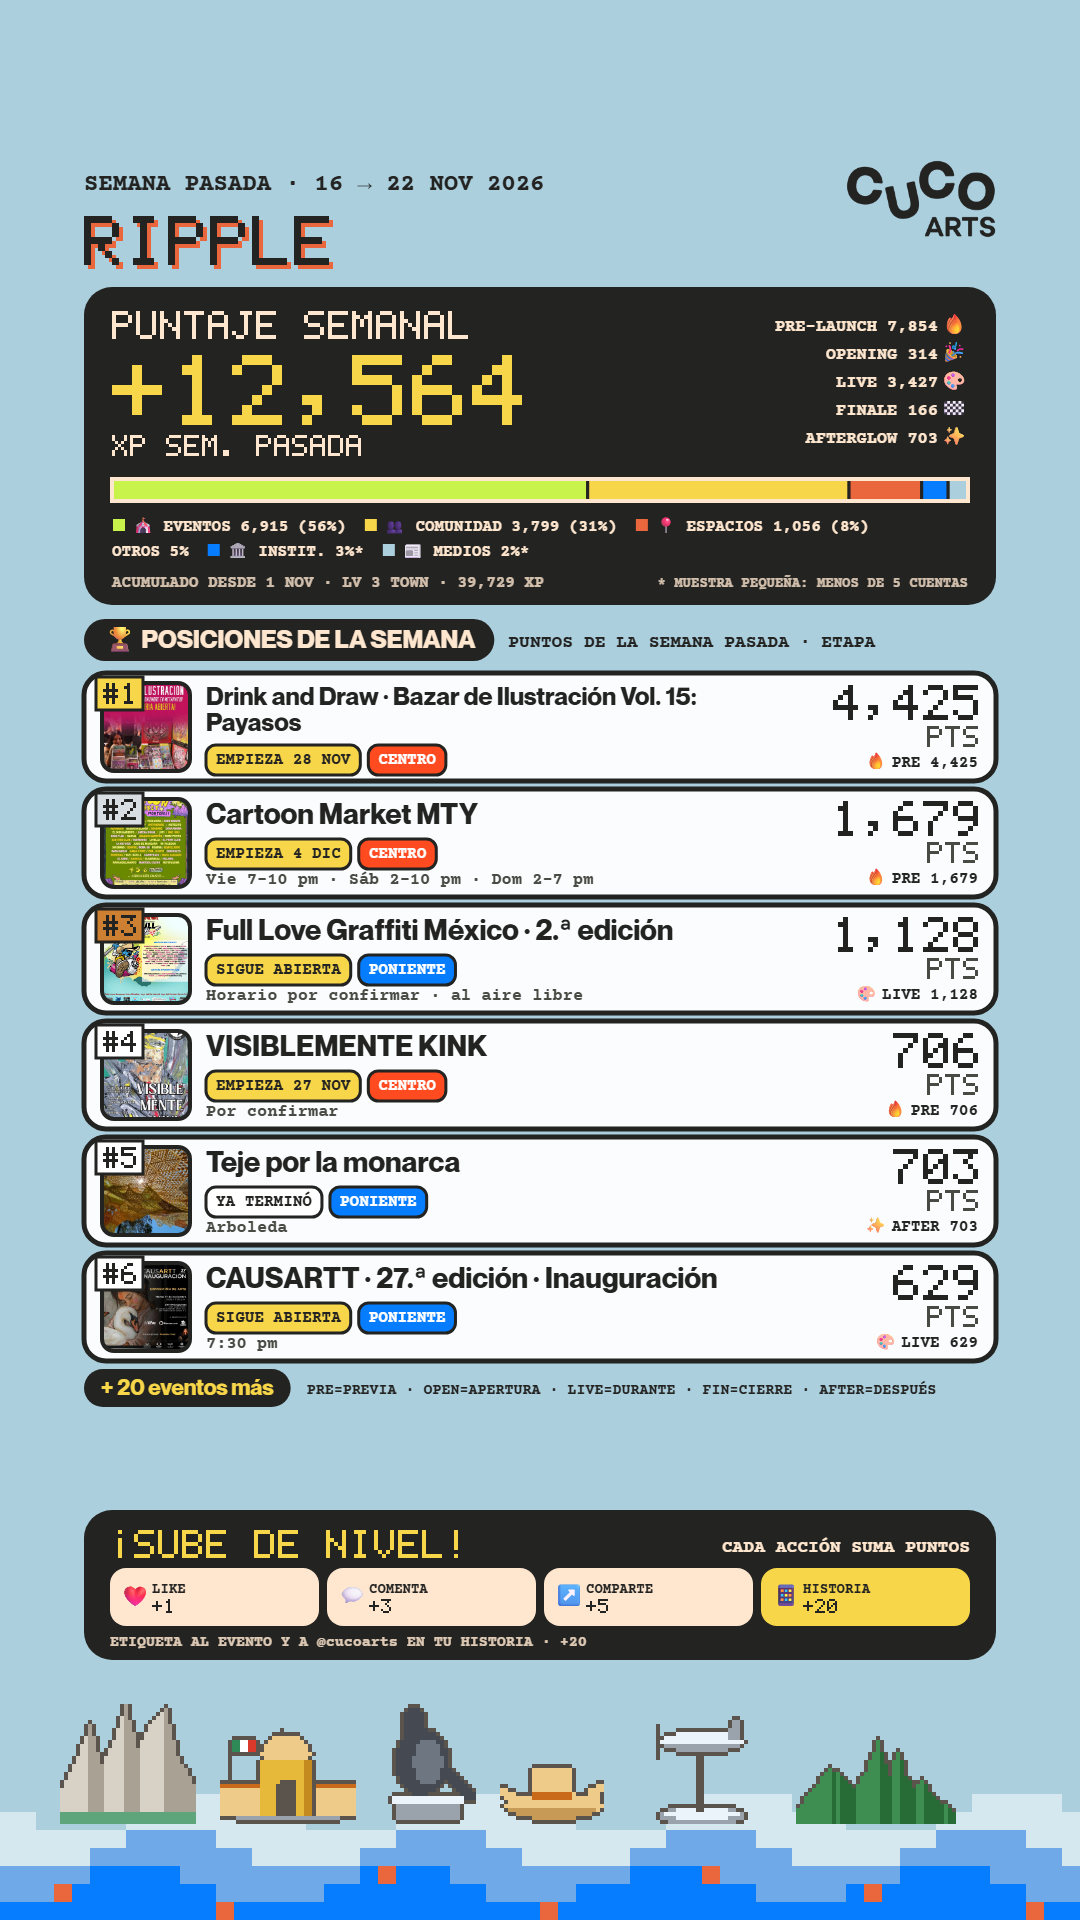 SEMANA PASADA · 16 → 22 NOV 2026
CUCO
ARTS
RIPPLE
PUNTAJE SEMANAL
+12,564
XP SEM. PASADA
PRE-LAUNCH 7,854
OPENING 314
LIVE 3,427
FINALE 166
AFTERGLOW 703
EVENTOS 6,915 (56%) COMUNIDAD 3,799 (31%) ESPACIOS 1,056 (8%)
OTROS 5% INSTIT. 3%* MEDIOS 2%*
ACUMULADO DESDE 1 NOV · LV 3 TOWN · 39,729 XP
* MUESTRA PEQUEÑA: MENOS DE 5 CUENTAS
POSICIONES DE LA SEMANA
PUNTOS DE LA SEMANA PASADA · ETAPA
#1
Drink and Draw · Bazar de Ilustración Vol. 15:
Payasos
EMPIEZA 28 NOV CENTRO
4,425
PTS
PRE 4,425
#2
Cartoon Market MTY
EMPIEZA 4 DIC CENTRO
Vie 7-10 pm · Sáb 2-10 pm · Dom 2-7 pm
1,679
PTS
PRE 1,679
#3
Full Love Graffiti México · 2.ª edición
SIGUE ABIERTA PONIENTE
Horario por confirmar · al aire libre
1,128
PTS
LIVE 1,128
#4
VISIBLE
MENTE
VISIBLEMENTE KINK
EMPIEZA 27 NOV CENTRO
Por confirmar
706
PTS
PRE 706
#5
Teje por la monarca
YA TERMINÓ PONIENTE
Arboleda
703
PTS
AFTER 703
#6
CAUSARTT · 27.ª edición · Inauguración
SIGUE ABIERTA PONIENTE
7:30 pm
629
PTS
LIVE 629
+ 20 eventos más
PRE=PREVIA · OPEN=APERTURA · LIVE=DURANTE · FIN=CIERRE · AFTER=DESPUÉS
¡SUBE DE NIVEL!
CADA ACCIÓN SUMA PUNTOS
LIKE
+1
COMENTA
+3
COMPARTE
+5
HISTORIA
+20
ETIQUETA AL EVENTO Y A @cucoarts EN TU HISTORIA · +20